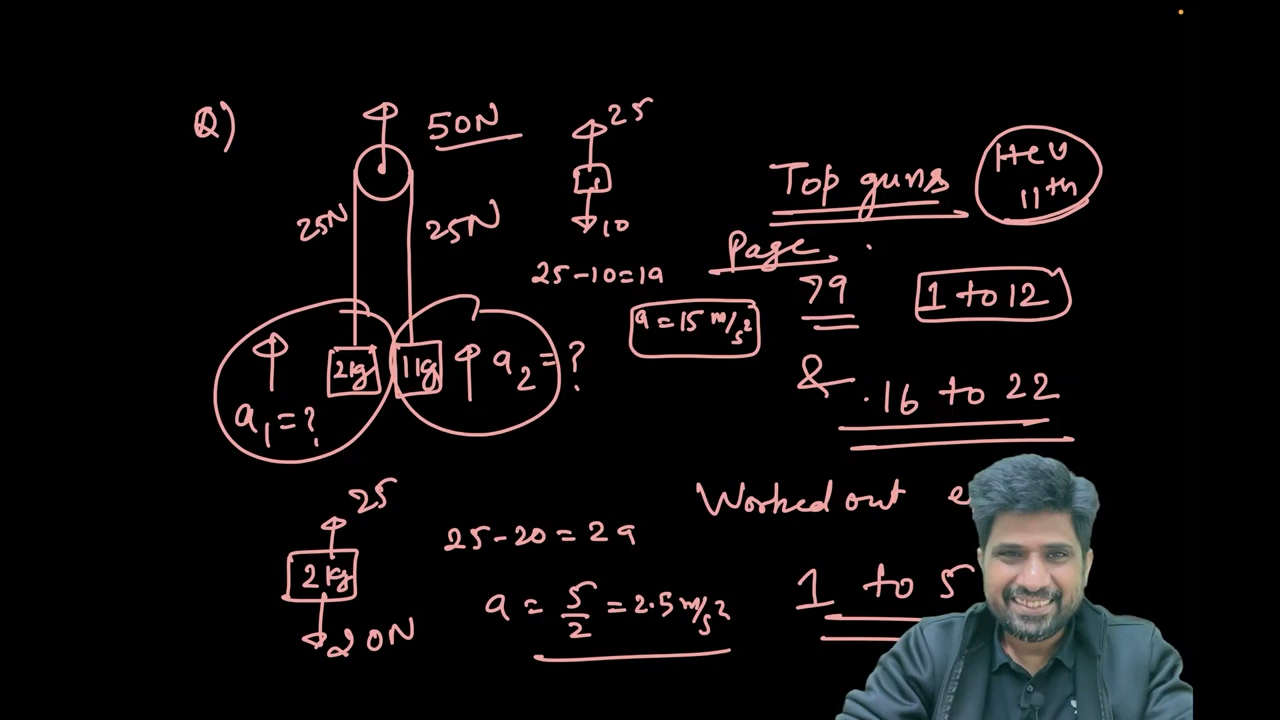 Q)
50N
25N
25N
2kg
1kg
a1=?
a2=?
25
10
25-10=1a
a=15 m/s2
25
2kg
20N
25-20=2a
a=5/2=2.5m/s2
Top guns
HCV
11th
Page
79
1 to 12
&
.16 to 22
Worked out
1 to 5